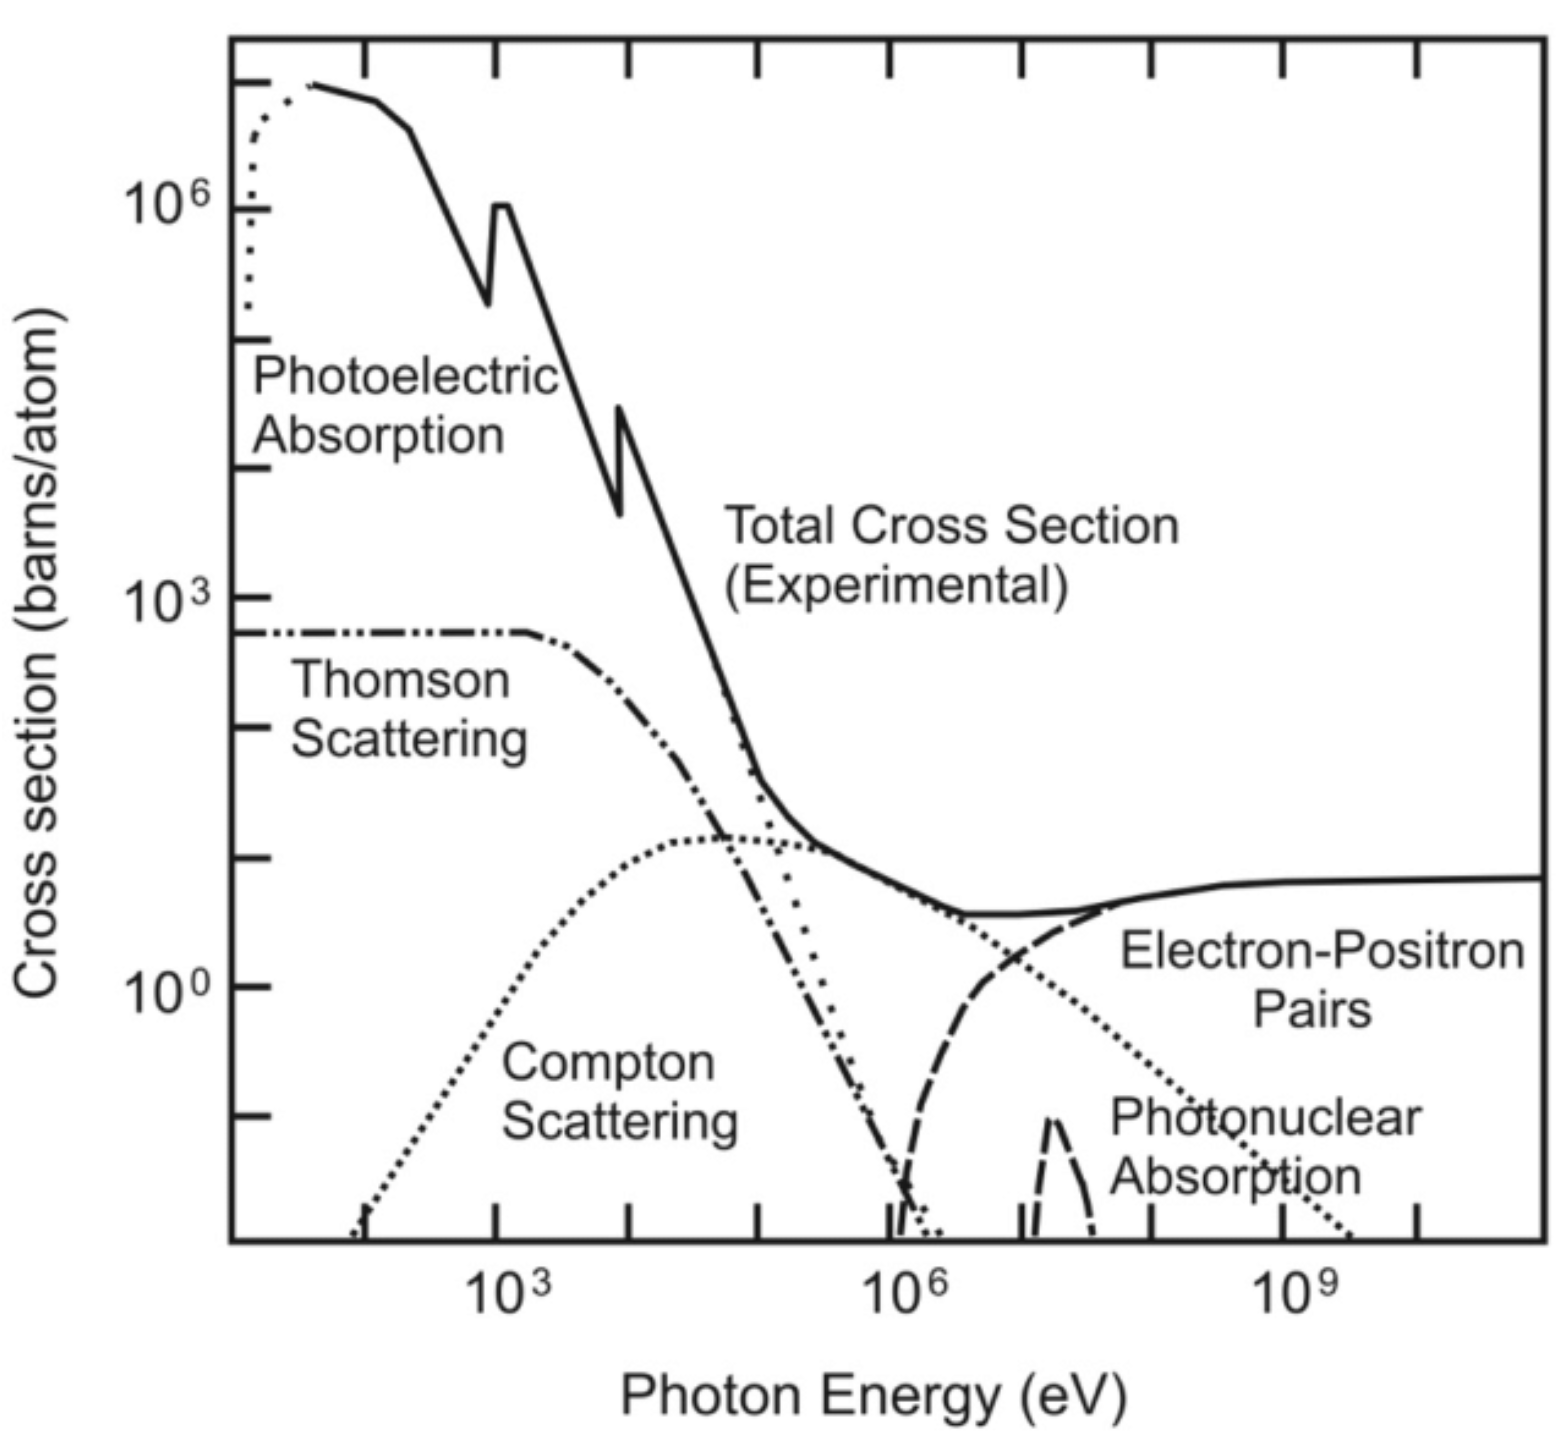 Cross section (barns/atom)
10⁶
10³
10⁰
Photoelectric
Absorption
Total Cross Section
(Experimental)
Thomson
Scattering
Compton
Scattering
Electron-Positron
Pairs
Photonuclear
Absorption
10³ 10⁶ 10⁹
Photon Energy (eV)